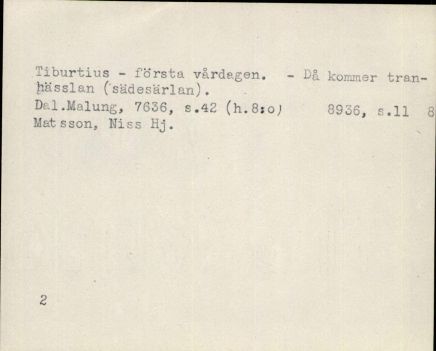 Tiburtius - första vårdagen. - Då kommer tran-
hässlan (sädesärlan).
Dal.Malung, 7636, s.42 (h.8:o) 8936, s.11 8
Matsson, Niss Hj.
2